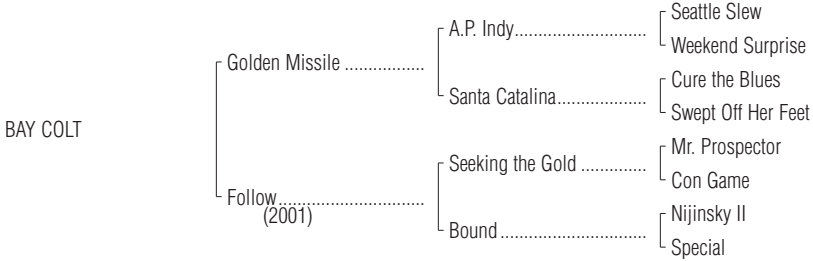 Seattle Slew
A.P. Indy..........................
Weekend Surprise
Golden Missile ................
Cure the Blues
Santa Catalina..................
Swept Off Her Feet
BAY COLT
Mr. Prospector
Seeking the Gold .............
Con Game
Follow.............................
(2001)
Nijinsky II
Bound .............................
Special